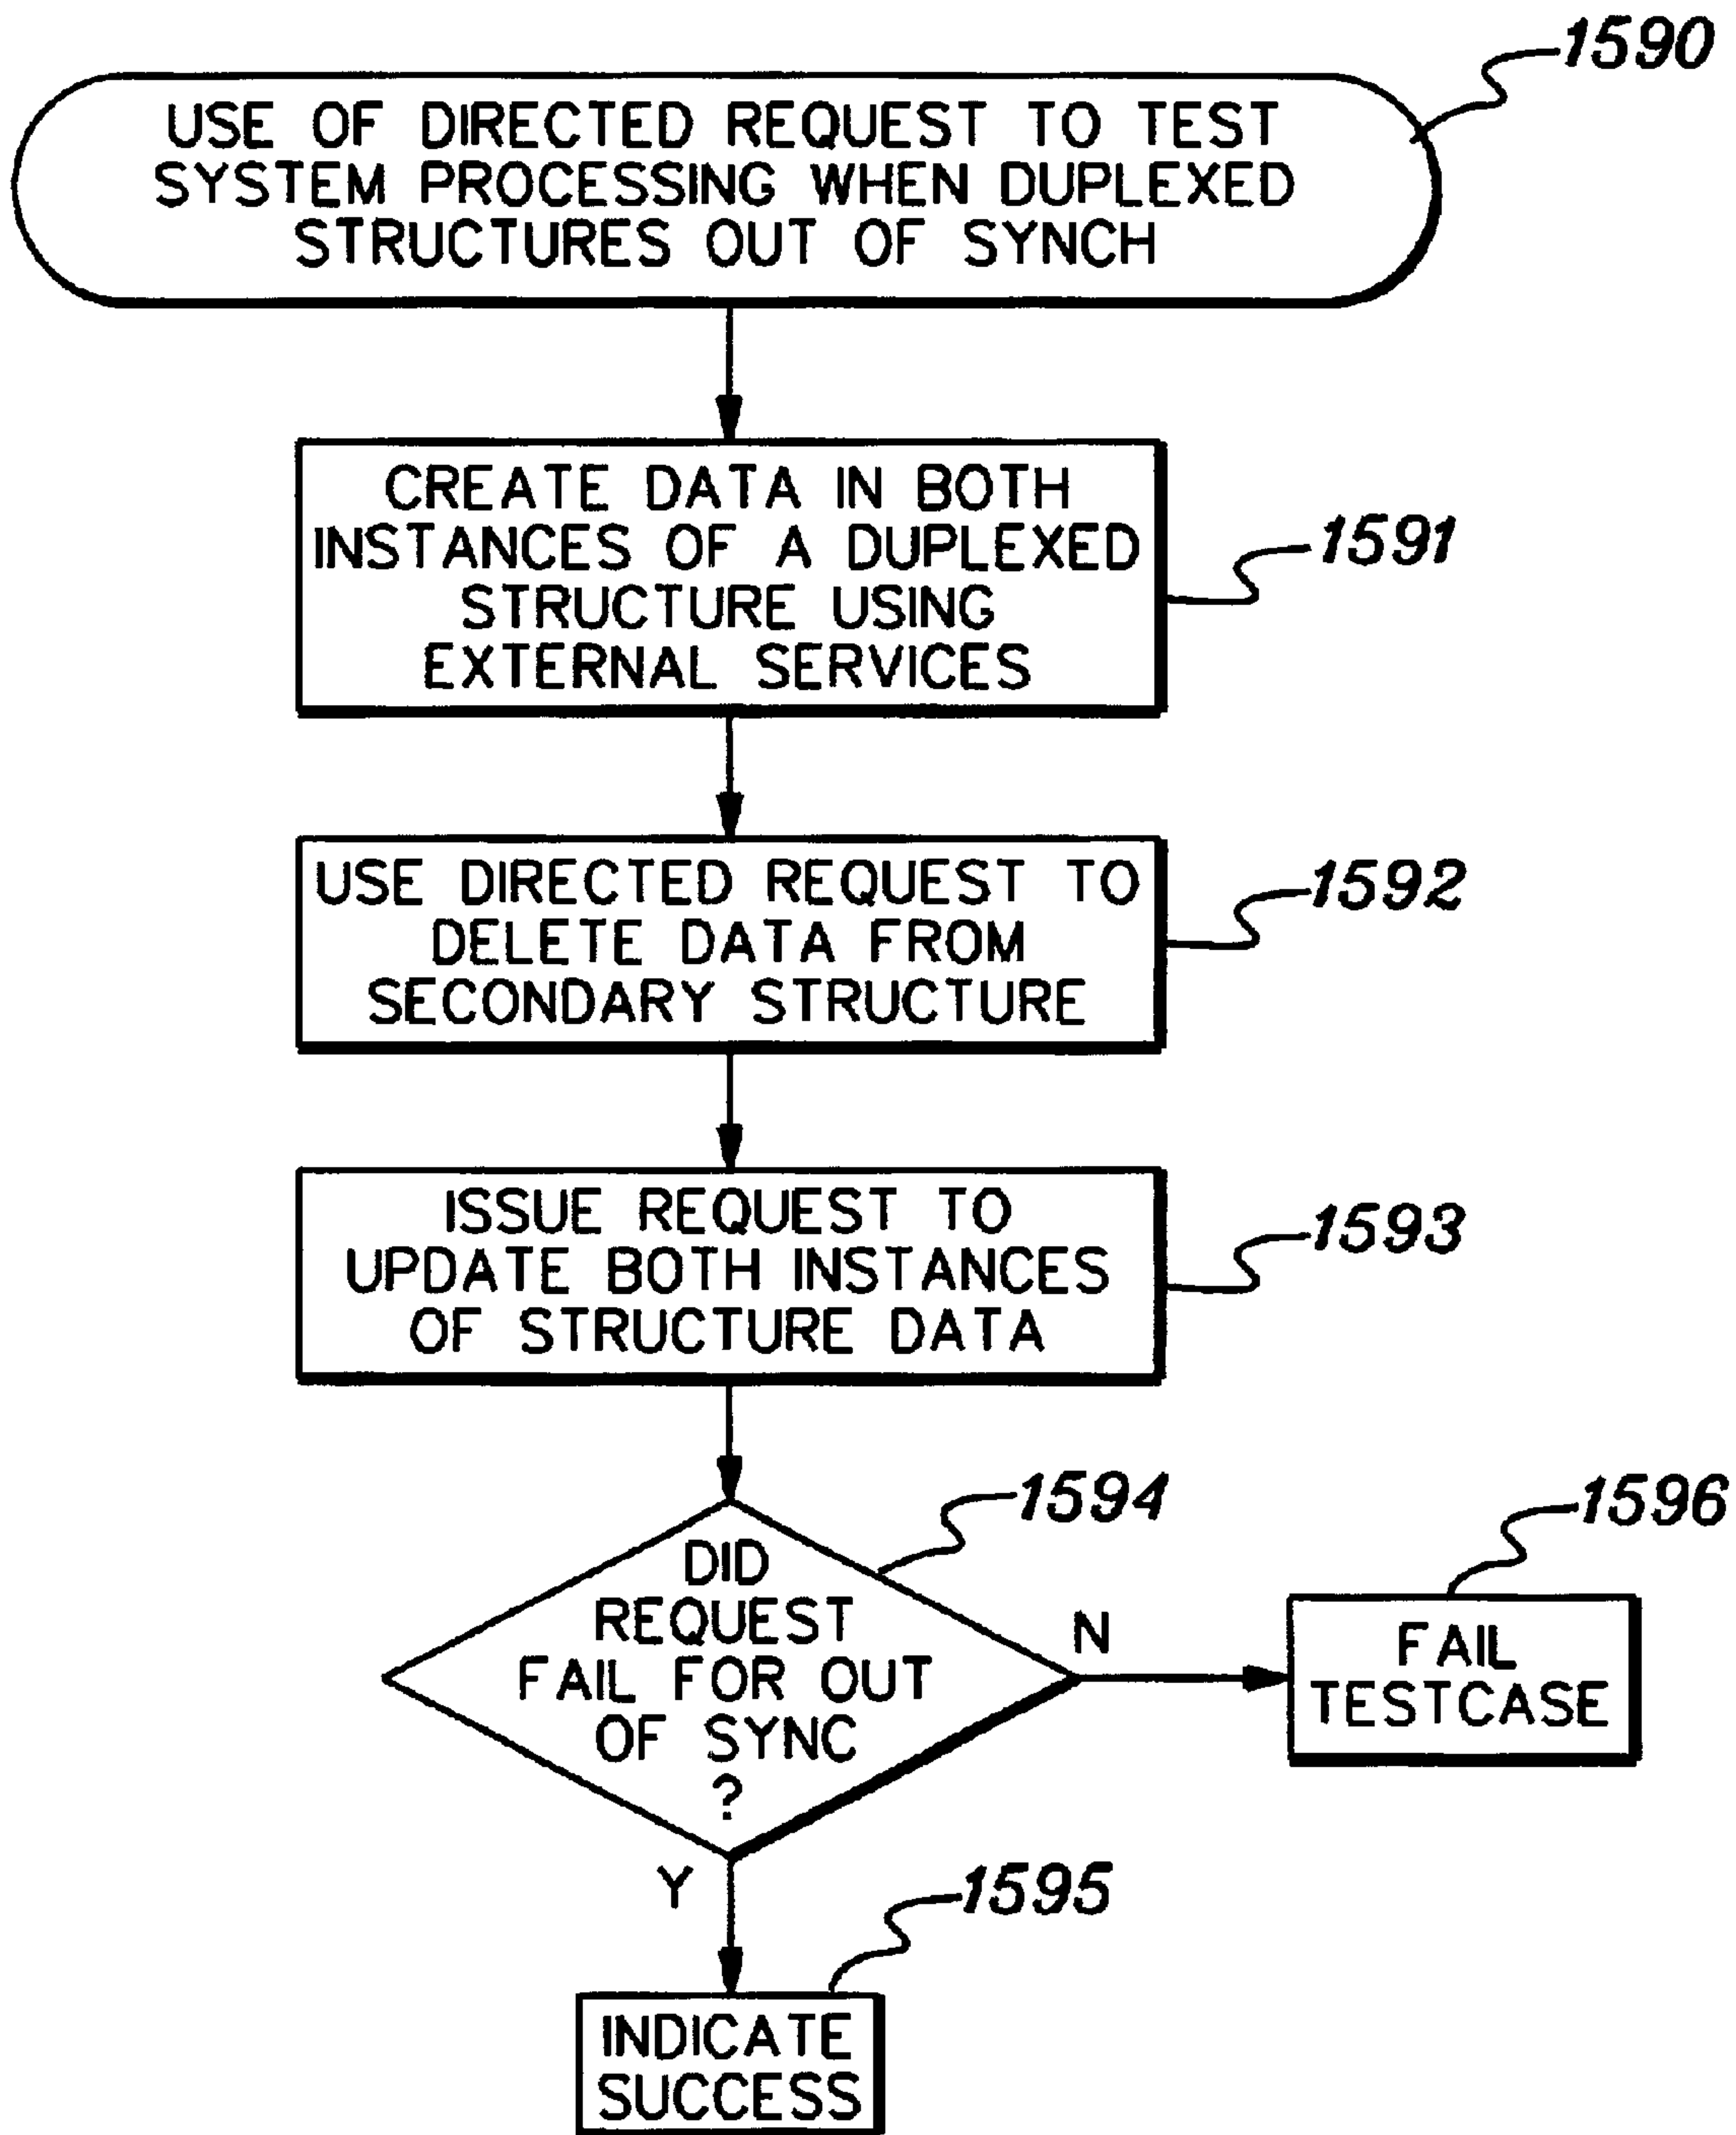 1590
USE OF DIRECTED REQUEST TO TEST
SYSTEM PROCESSING WHEN DUPLEXED
STRUCTURES OUT OF SYNCH
CREATE DATA IN BOTH
INSTANCES OF A DUPLEXED
STRUCTURE USING
EXTERNAL SERVICES
1591
USE DIRECTED REQUEST TO
DELETE DATA FROM
SECONDARY STRUCTURE
1592
ISSUE REQUEST TO
UPDATE BOTH INSTANCES
OF STRUCTURE DATA
1593
1594
DID
REQUEST
FAIL FOR OUT
OF SYNC
?
N
1596
FAIL
TESTCASE
Y
1595
INDICATE
SUCCESS